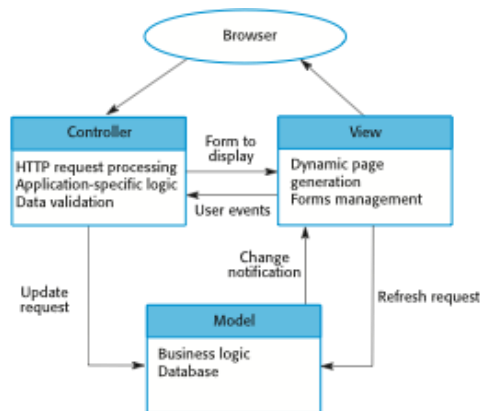 Browser
Controller
HTTP request processing
Application-specific logic
Data validation
Form to
display
User events
View
Dynamic page
generation
Forms management
Update
request
Change
notification
Refresh request
Model
Business logic
Database